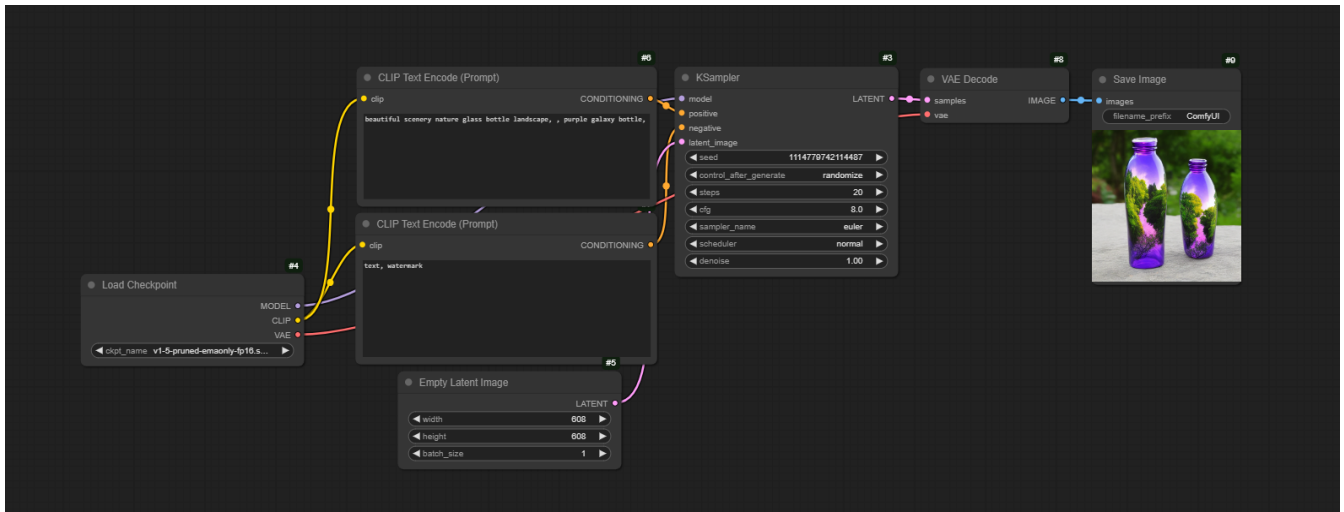 #6
CLIP Text Encode (Prompt)
clip CONDITIONING
beautiful scenery nature glass bottle landscape, , purple galaxy bottle,
CLIP Text Encode (Prompt)
clip CONDITIONING
text, watermark
#4
Load Checkpoint
MODEL
CLIP
VAE
ckpt_name v1-5-pruned-emaonly-fp16.s...
#5
Empty Latent Image
LATENT
width 608
height 608
batch_size 1
#3
KSampler
model LATENT
positive
negative
latent_image
seed 1114779742114487
control_after_generate randomize
steps 20
cfg 8.0
sampler_name euler
scheduler normal
denoise 1.00
#8
VAE Decode
samples IMAGE
vae
#9
Save Image
images
filename_prefix ComfyUI